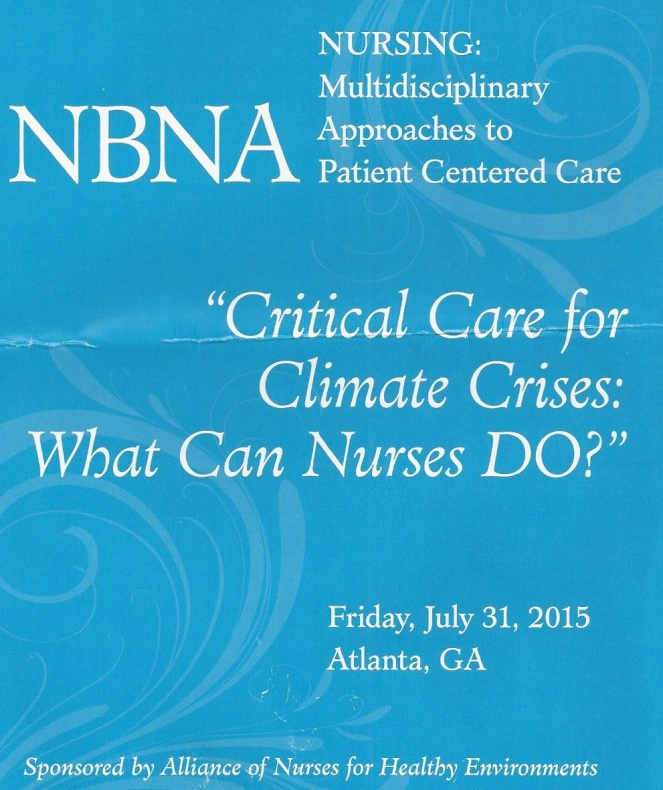 NURSING:
Multidisciplinary
Approaches to
Patient Centered Care
NBNA
“Critical Care for
Climate Crises:
What Can Nurses DO?”
Friday, July 31, 2015
Atlanta, GA
Sponsored by Alliance of Nurses for Healthy Environments